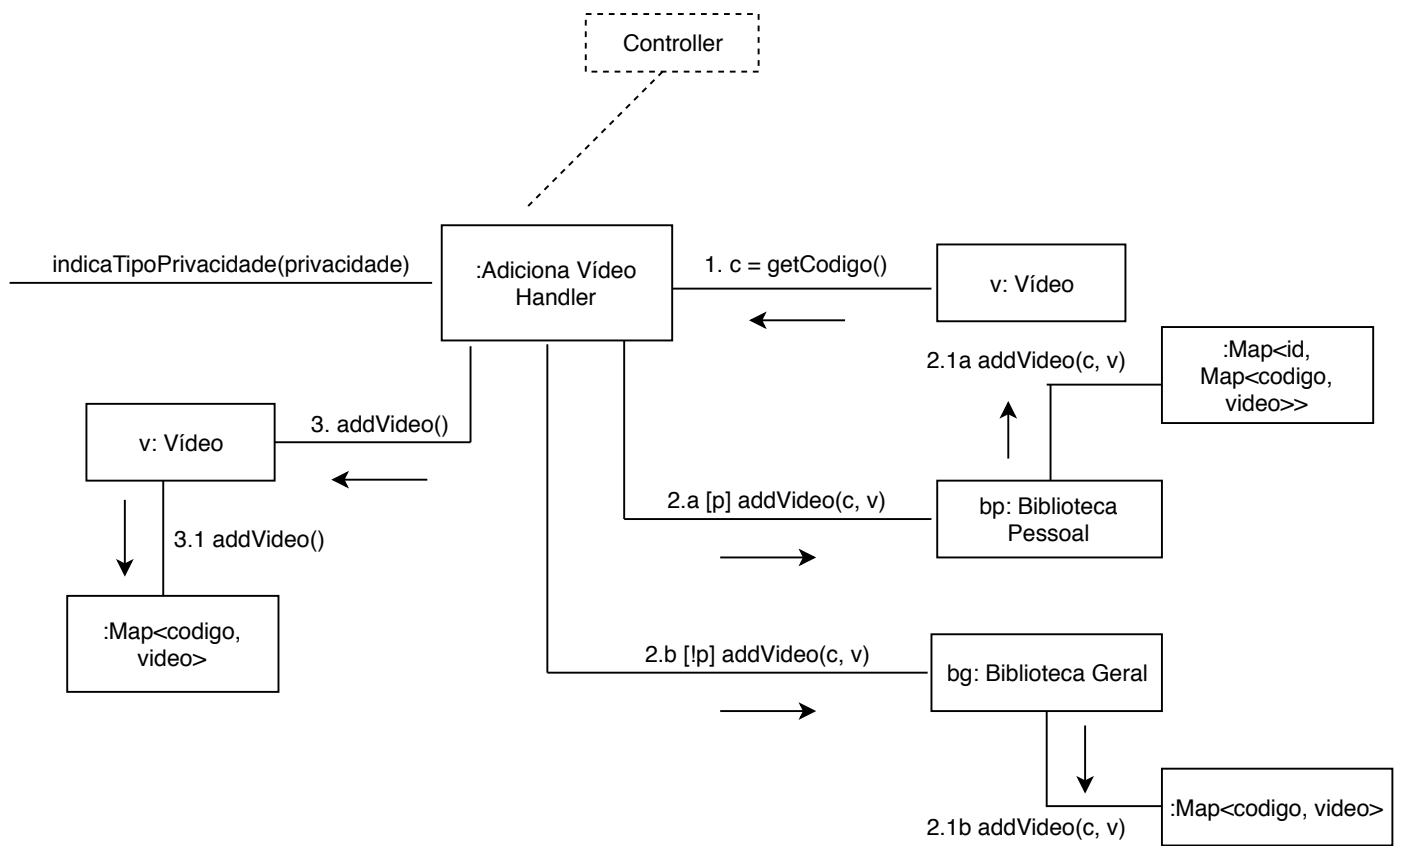 Controller
indicaTipoPrivacidade(privacidade)
:Adiciona Vídeo
Handler
1. c = getCodigo()
v: Vídeo
2.1a addVideo(c, v)
:Map<id,
Map<codigo,
video>>
v: Vídeo
3. addVideo()
2.a [p] addVideo(c, v)
bp: Biblioteca
Pessoal
3.1 addVideo()
:Map<codigo,
video>
2.b [!p] addVideo(c, v)
bg: Biblioteca Geral
:Map<codigo, video>
2.1b addVideo(c, v)